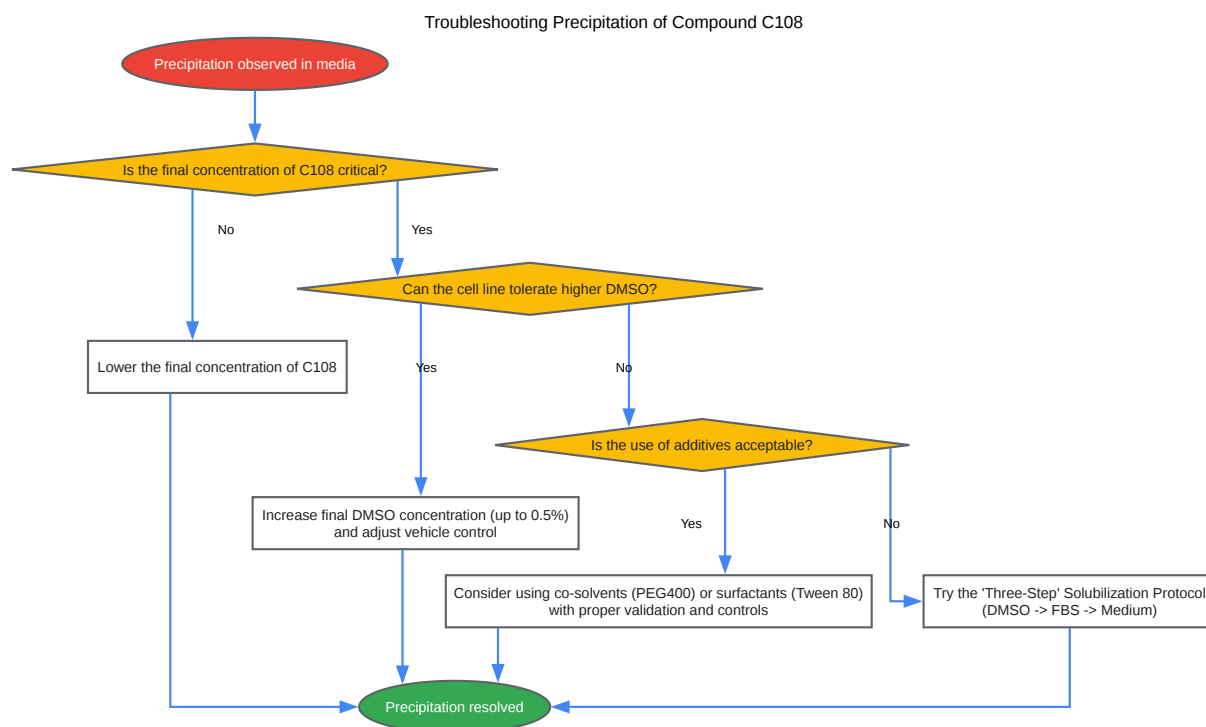 Troubleshooting Precipitation of Compound C108
Precipitation observed in media
Is the final concentration of C108 critical?
No
Yes
Can the cell line tolerate higher DMSO?
Lower the final concentration of C108
Yes
No
Is the use of additives acceptable?
Increase final DMSO concentration (up to 0.5%)
and adjust vehicle control
Yes
No
Consider using co-solvents (PEG400) or surfactants (Tween 80)
with proper validation and controls
Try the 'Three-Step' Solubilization Protocol
(DMSO -> FBS -> Medium)
Precipitation resolved